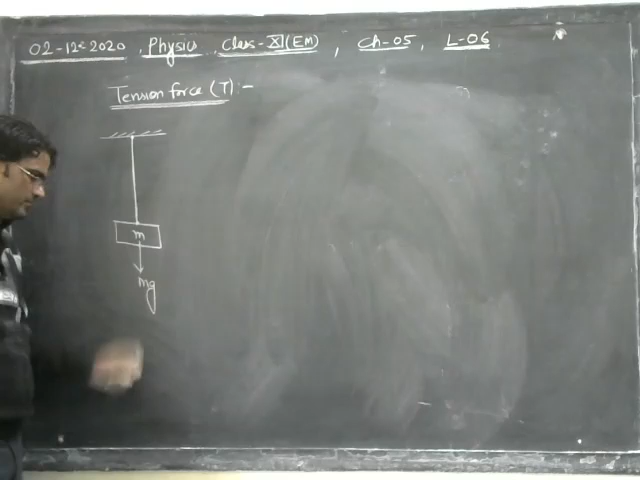 02-12-2020, Physics, Class-XI(EM), Ch-05, L-06
Tension force (T):-
m
mg